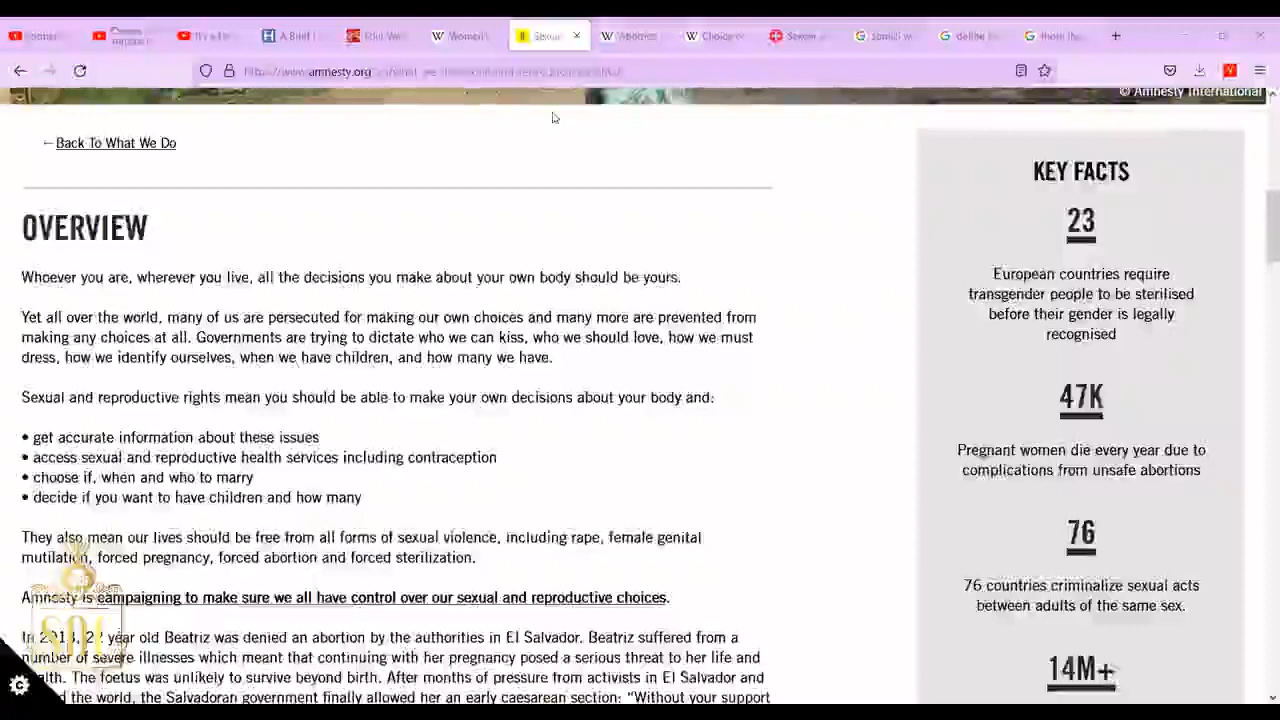 A Brief
Women's
Sexual
Choice or
define
www.amnesty.org
© Amnesty International
←Back To What We Do
OVERVIEW
Whoever you are, wherever you live, all the decisions you make about your own body should be yours.
Yet all over the world, many of us are persecuted for making our own choices and many more are prevented from
making any choices at all. Governments are trying to dictate who we can kiss, who we should love, how we must
dress, how we identify ourselves, when we have children, and how many we have.
Sexual and reproductive rights mean you should be able to make your own decisions about your body and:
• get accurate information about these issues
• access sexual and reproductive health services including contraception
• choose if, when and who to marry
• decide if you want to have children and how many
They also mean our lives should be free from all forms of sexual violence, including rape, female genital
mutilation, forced pregnancy, forced abortion and forced sterilization.
Amnesty is campaigning to make sure we all have control over our sexual and reproductive choices.
In year old Beatriz was denied an abortion by the authorities in El Salvador. Beatriz suffered from a
number of severe illnesses which meant that continuing with her pregnancy posed a serious threat to her life and
health. The foetus was unlikely to survive beyond birth. After months of pressure from activists in El Salvador and
the world, the Salvadoran government finally allowed her an early caesarean section: “Without your support
KEY FACTS
23
European countries require
transgender people to be sterilised
before their gender is legally
recognised
47K
Pregnant women die every year due to
complications from unsafe abortions
76
76 countries criminalize sexual acts
between adults of the same sex.
14M+